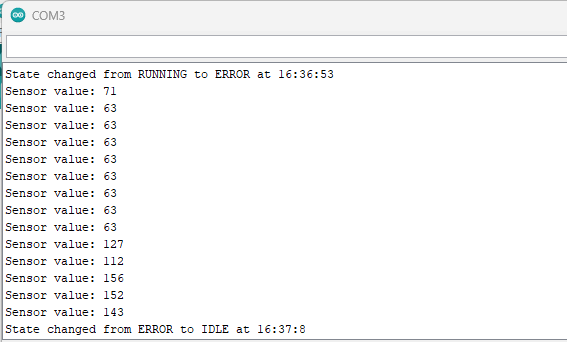 COM3
State changed from RUNNING to ERROR at 16:36:53
Sensor value: 71
Sensor value: 63
Sensor value: 63
Sensor value: 63
Sensor value: 63
Sensor value: 63
Sensor value: 63
Sensor value: 63
Sensor value: 63
Sensor value: 127
Sensor value: 112
Sensor value: 156
Sensor value: 152
Sensor value: 143
State changed from ERROR to IDLE at 16:37:8